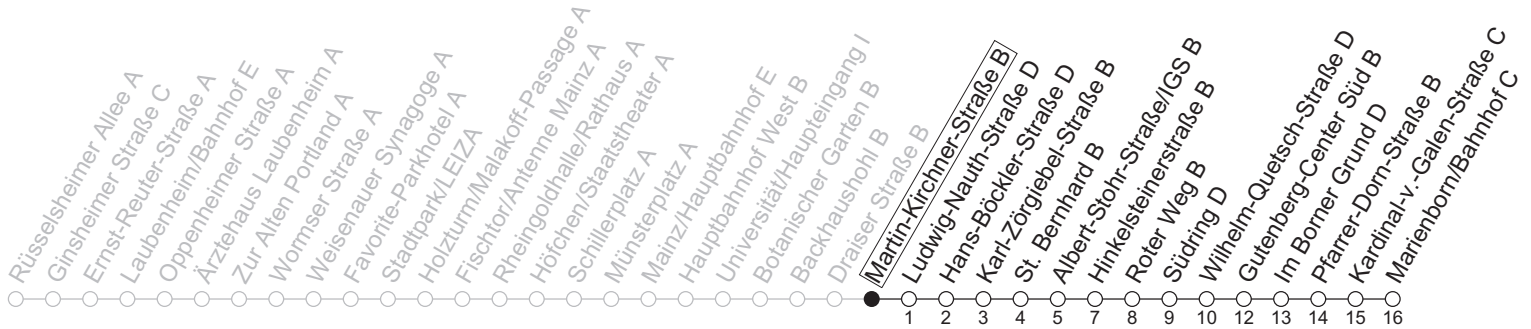 Rüsselsheimer Allee A
Ginsheimer Straße C
Ernst-Reuter-Straße A
Laubenheim/Bahnhof E
Oppenheimer Straße A
Ärztehaus Laubenheim A
Zur Alten Portland A
Wormser Straße A
Weisenauer Synagoge A
Favorite-Parkhotel A
Stadtpark/LEIZA
Holzturm/Malakoff-Passage A
Fischtor/Antenne Mainz A
Rheingoldhalle/Rathaus A
Höfchen/Staatstheater A
Schillerplatz A
Münsterplatz A
Mainz/Hauptbahnhof E
Hauptbahnhof West B
Universität/Haupteingang I
Botanischer Garten B
Backhaushohl B
Draiser Straße B
Martin-Kirchner-Straße B
Ludwig-Nauth-Straße D
Hans-Böckler-Straße D
Karl-Zörgiebel-Straße B
St. Bernhard B
Albert-Stohr-Straße/IGS B
Hinkelsteinerstraße B
Roter Weg B
Südring D
Wilhelm-Quetsch-Straße D
Gutenberg-Center Süd B
Im Borner Grund D
Pfarrer-Dorn-Straße B
Kardinal-v.-Galen-Straße C
Marienborn/Bahnhof C
1 2 3 4 5 7 8 9 10 12 13 14 15 16